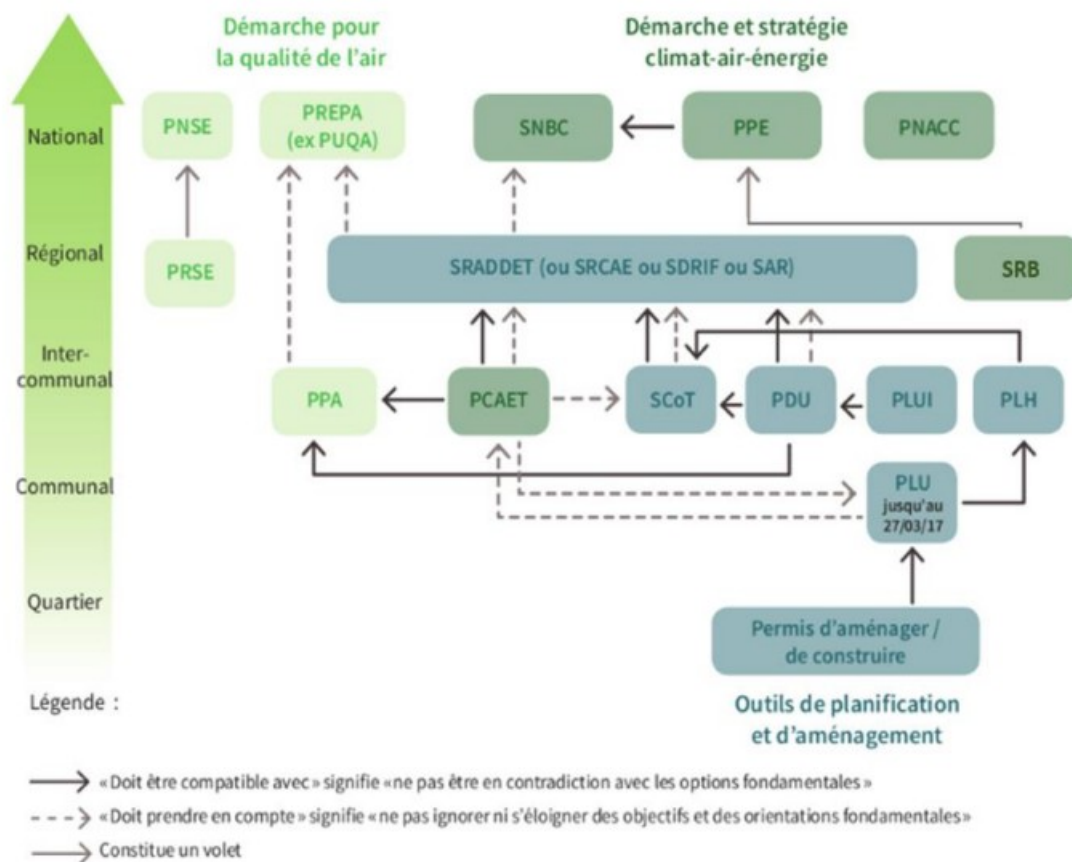 Démarche pour
la qualité de l'air
Démarche et stratégie
climat-air-énergie
National
PNSE
PREPA
(ex PUQA)
SNBC
PPE
PNACC
Régional
PRSE
SRADDET (ou SRCAE ou SDRIF ou SAR)
SRB
Inter-
communal
PPA
PCAET
SCoT
PDU
PLUI
PLH
Communal
PLU
jusqu'au
27/03/17
Quartier
Permis d'aménager /
de construire
Légende :
Outils de planification
et d'aménagement
«Doit être compatible avec» signifie «ne pas être en contradiction avec les options fondamentales»
«Doit prendre en compte» signifie «ne pas ignorer ni s'éloigner des objectifs et des orientations fondamentales»
Constitue un volet